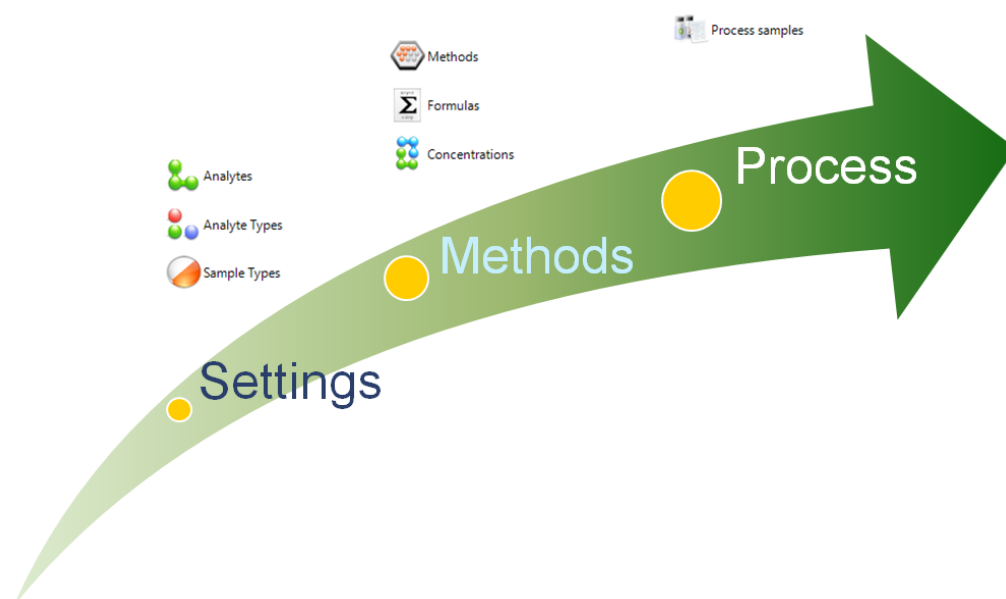 Process samples
Methods
Formulas
Concentrations
Analytes
Analyte Types
Sample Types
Process
Methods
Settings